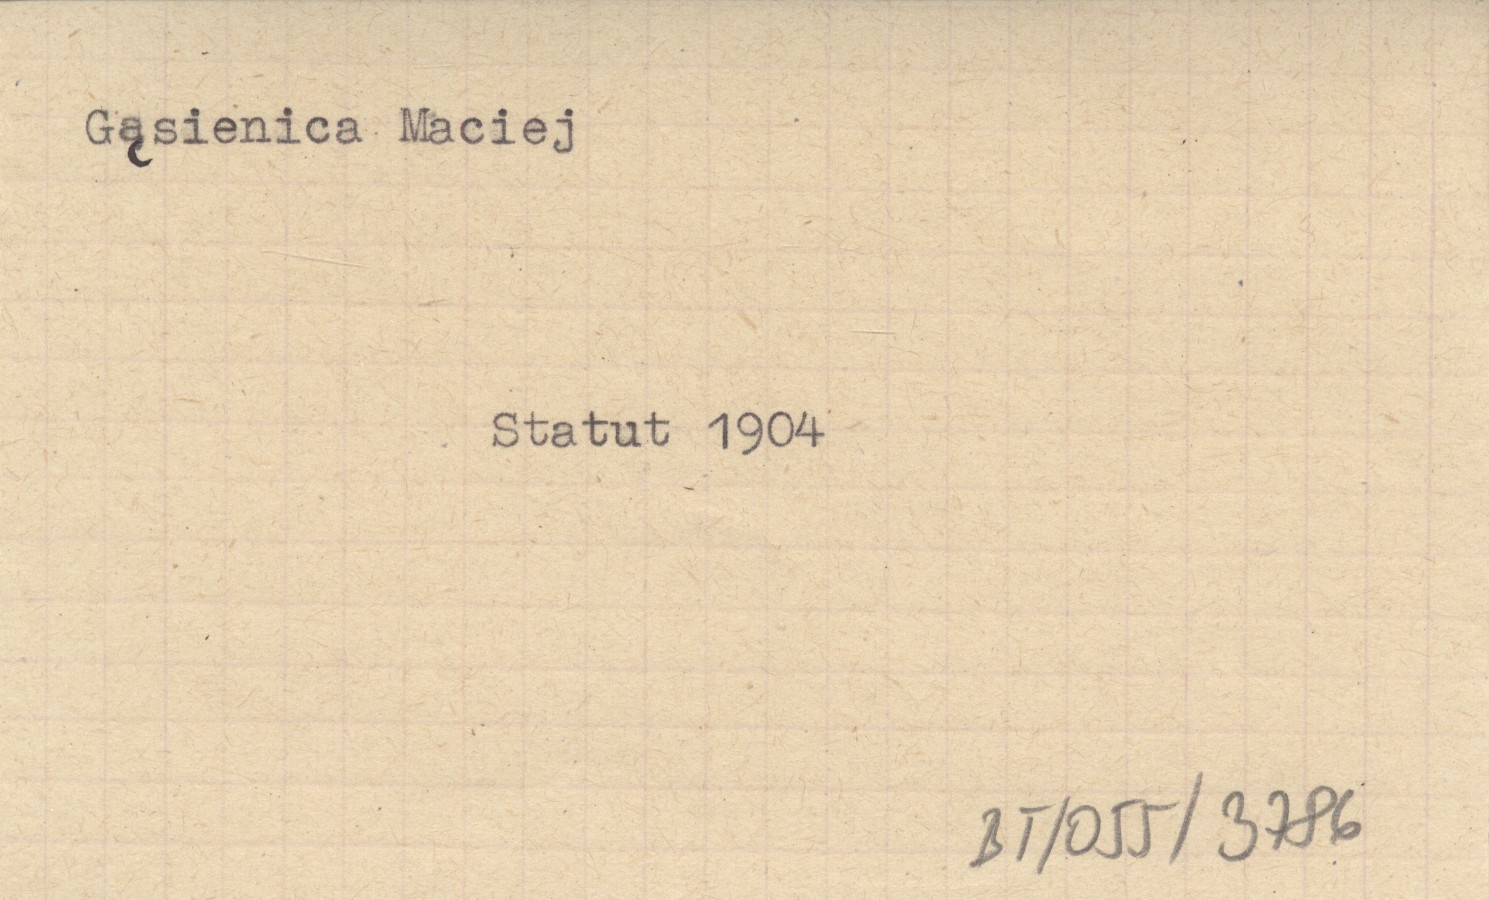 Gąsienica Maciej
Statut 1904
BT/055/3786